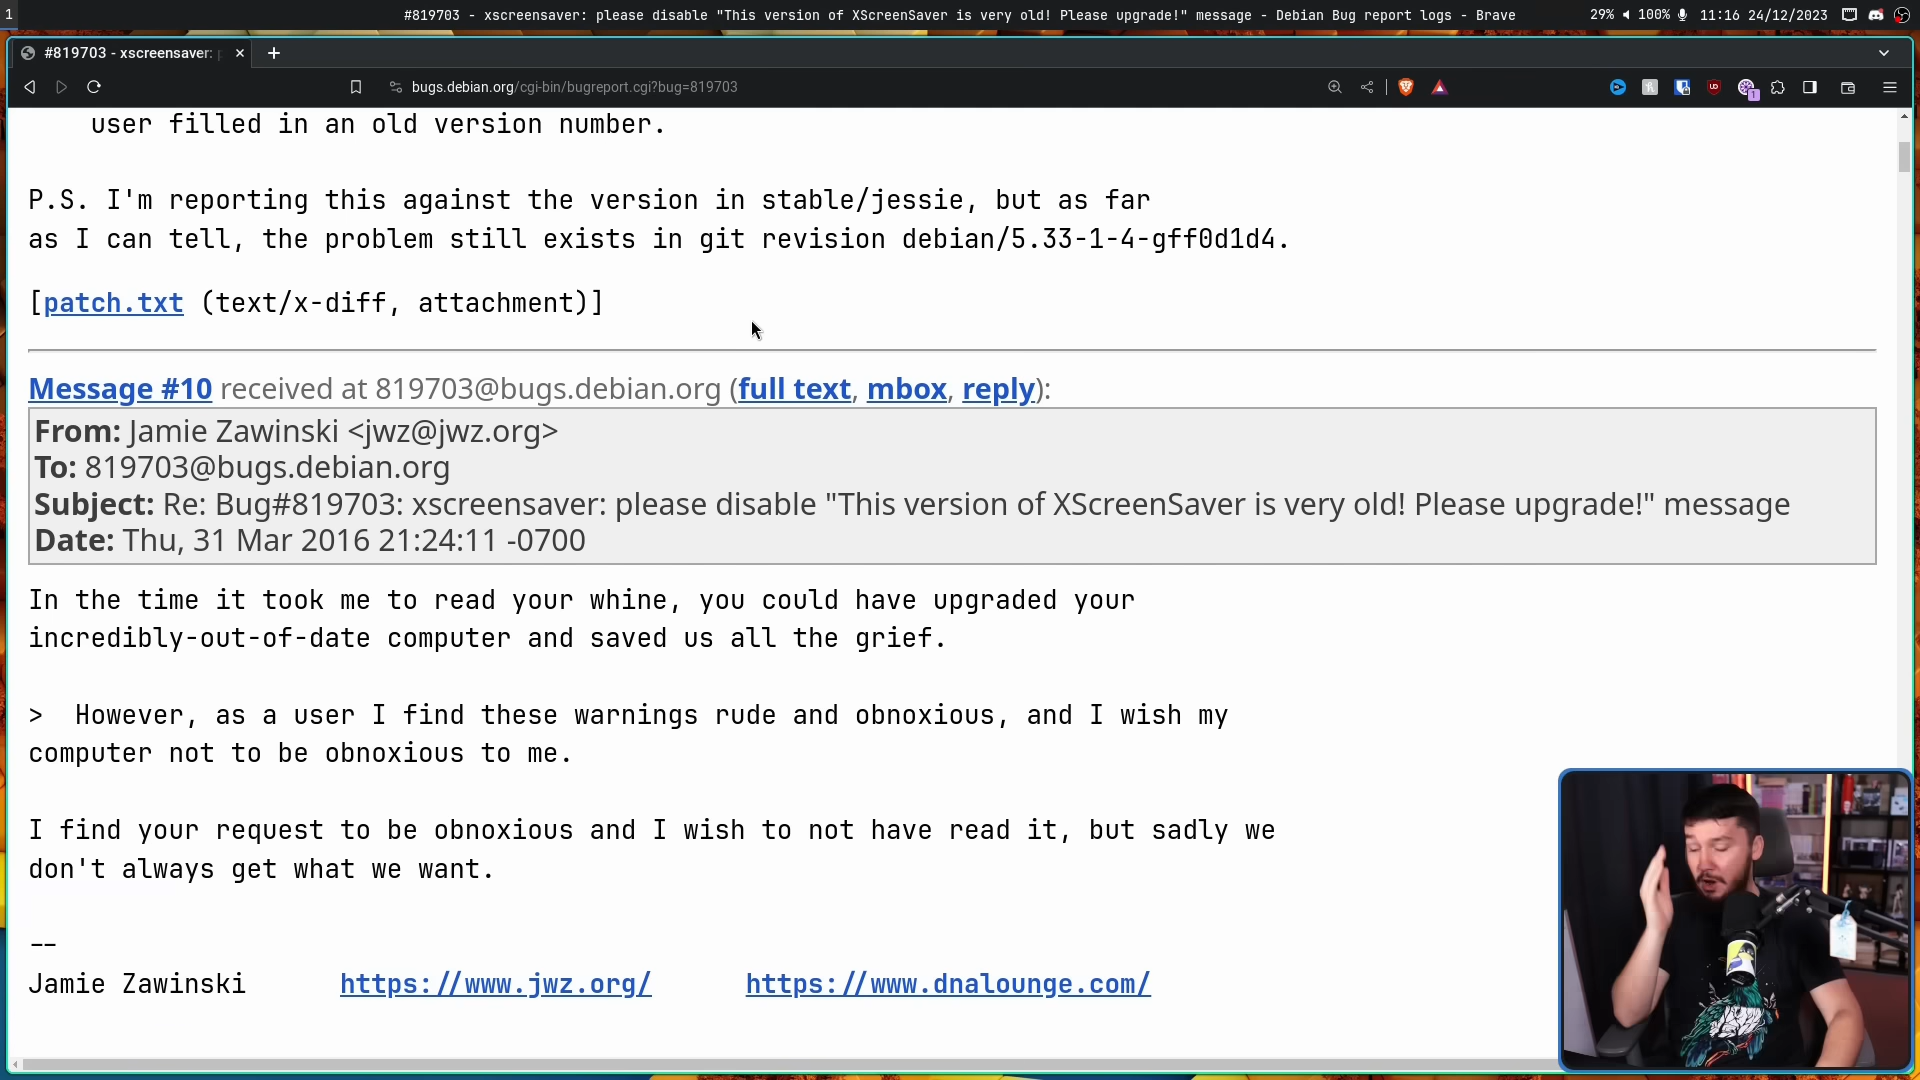 1
#819703 - xscreensaver: please disable "This version of XScreenSaver is very old! Please upgrade!" message - Debian Bug report logs - Brave
29% 100% 11:16 24/12/2023
#819703 - xscreensaver:
bugs.debian.org/cgi-bin/bugreport.cgi?bug=819703
1
user filled in an old version number.
P.S. I'm reporting this against the version in stable/jessie, but as far
as I can tell, the problem still exists in git revision debian/5.33-1-4-gff0d1d4.
[patch.txt (text/x-diff, attachment)]
Message #10 received at 819703@bugs.debian.org (full text, mbox, reply):
From: Jamie Zawinski <jwz@jwz.org>
To: 819703@bugs.debian.org
Subject: Re: Bug#819703: xscreensaver: please disable "This version of XScreenSaver is very old! Please upgrade!" message
Date: Thu, 31 Mar 2016 21:24:11 -0700
In the time it took me to read your whine, you could have upgraded your
incredibly-out-of-date computer and saved us all the grief.
>  However, as a user I find these warnings rude and obnoxious, and I wish my
computer not to be obnoxious to me.
I find your request to be obnoxious and I wish to not have read it, but sadly we
don't always get what we want.
--
Jamie Zawinski      https://www.jwz.org/      https://www.dnalounge.com/